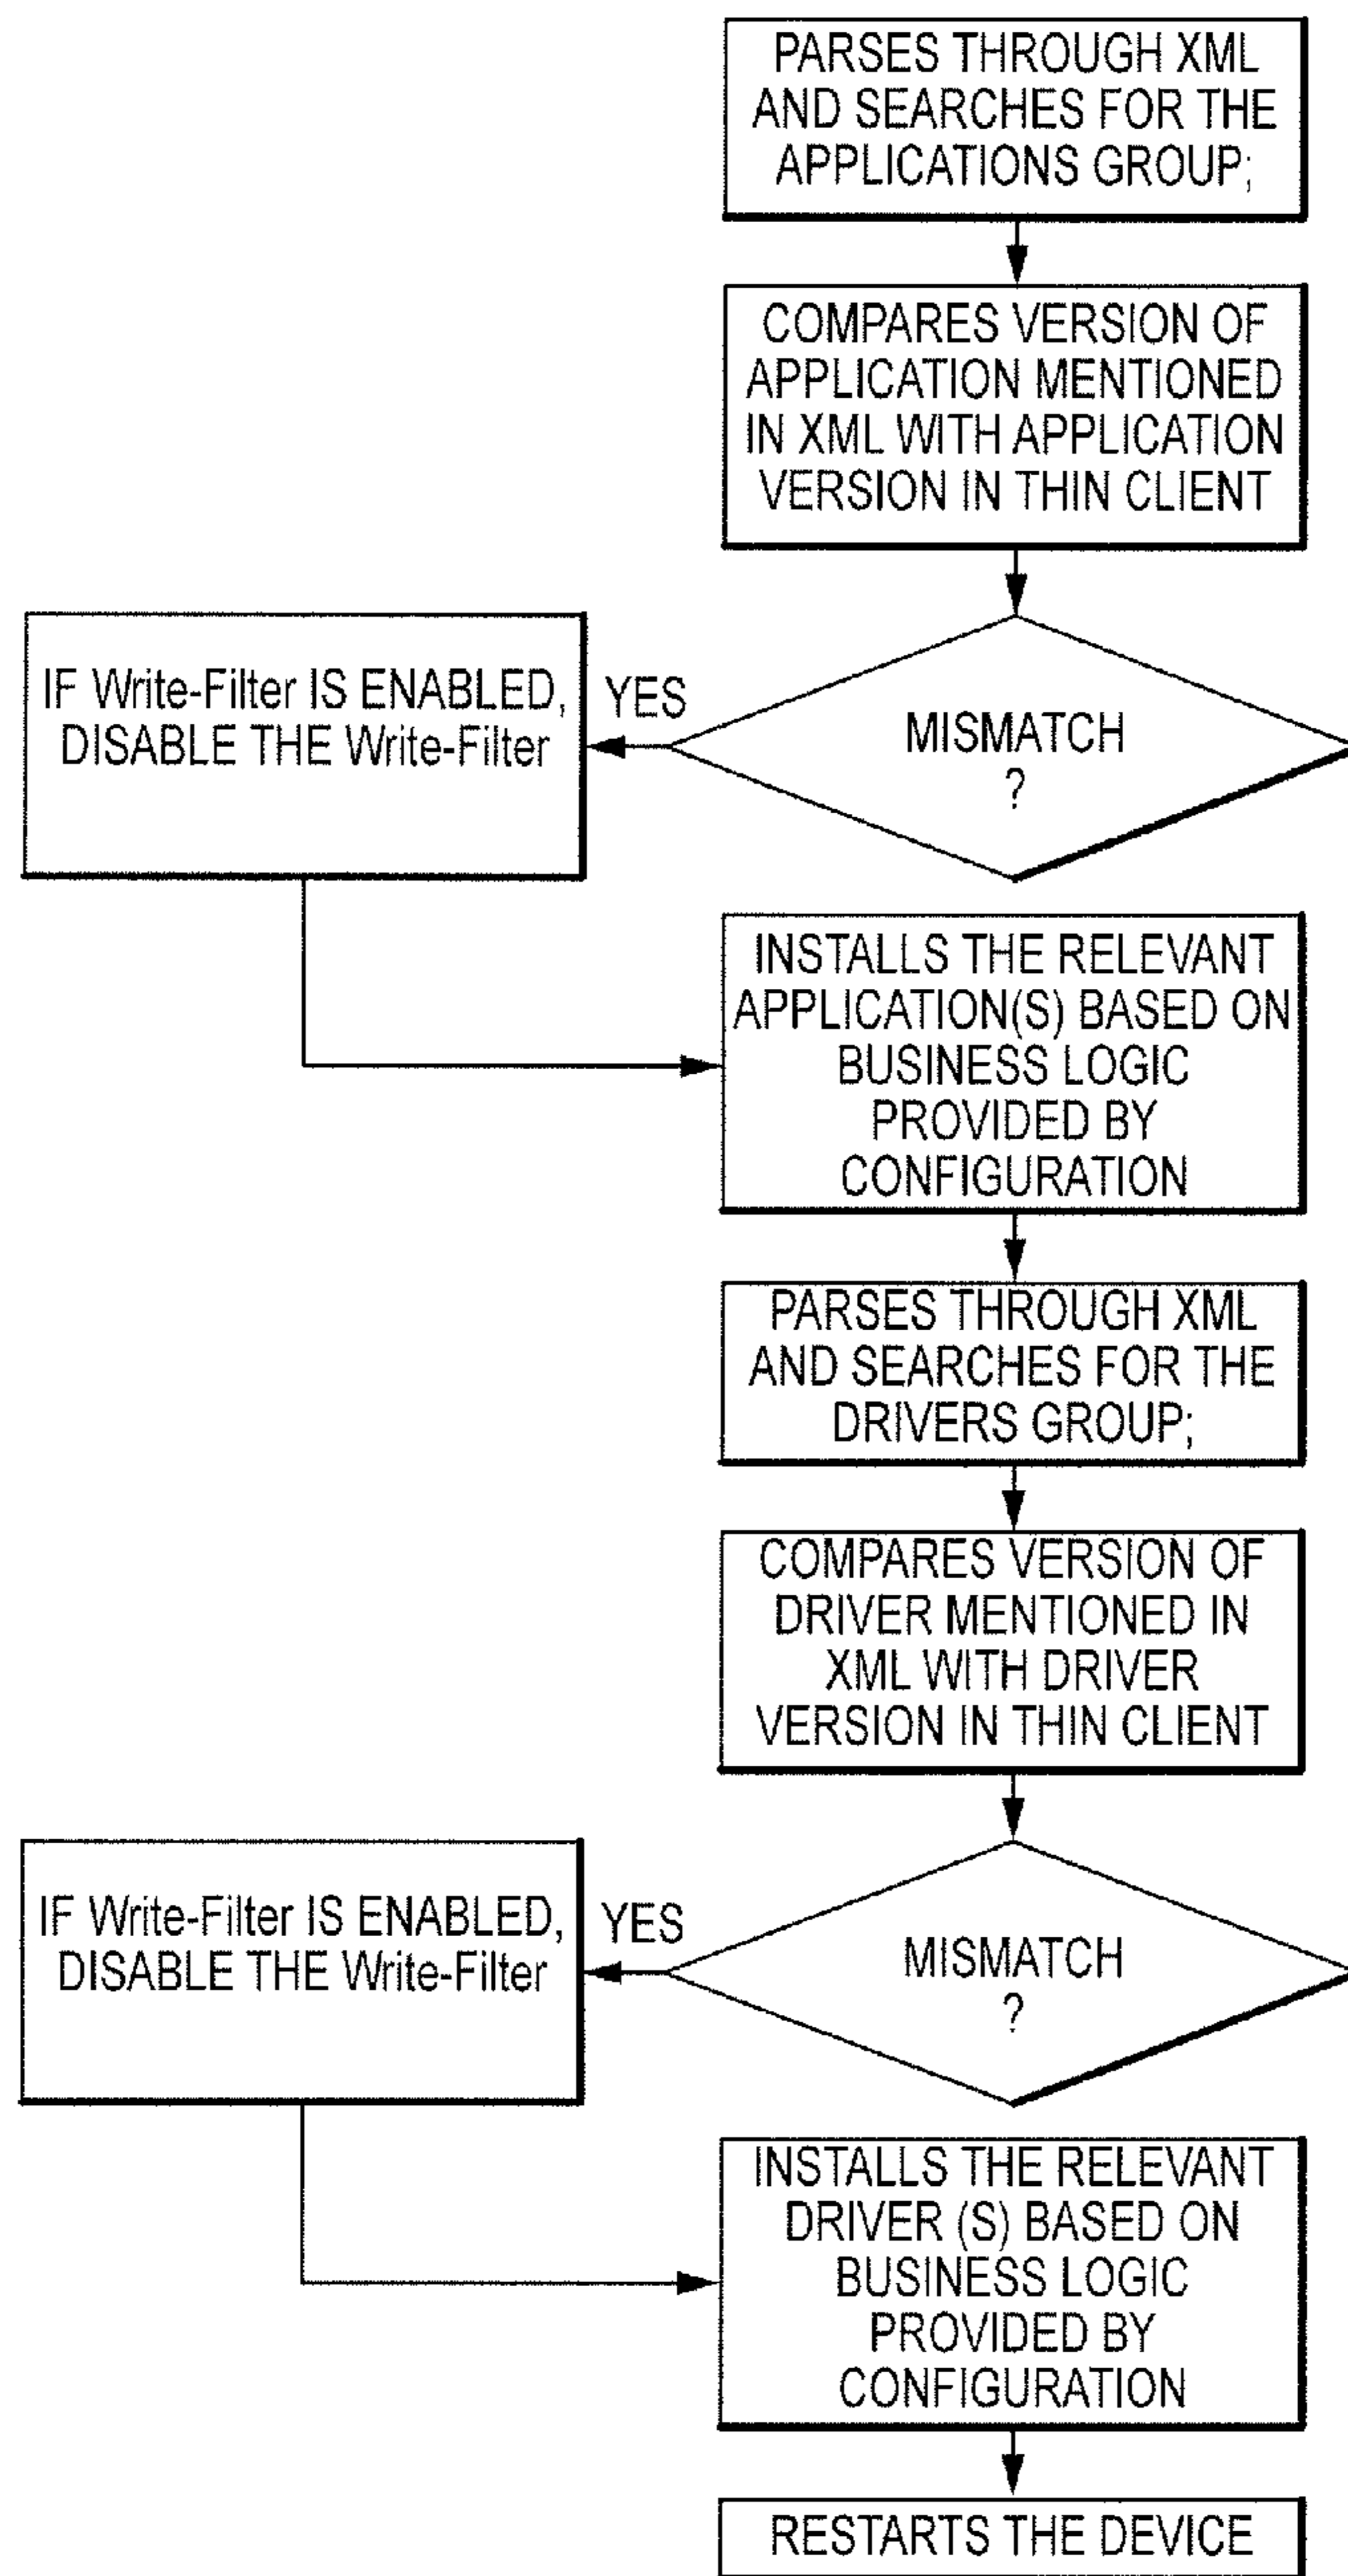 PARSES THROUGH XML
AND SEARCHES FOR THE
APPLICATIONS GROUP;
COMPARES VERSION OF
APPLICATION MENTIONED
IN XML WITH APPLICATION
VERSION IN THIN CLIENT
IF Write-Filter IS ENABLED,
DISABLE THE Write-Filter
YES
MISMATCH
?
INSTALLS THE RELEVANT
APPLICATION(S) BASED ON
BUSINESS LOGIC
PROVIDED BY
CONFIGURATION
PARSES THROUGH XML
AND SEARCHES FOR THE
DRIVERS GROUP;
COMPARES VERSION OF
DRIVER MENTIONED IN
XML WITH DRIVER
VERSION IN THIN CLIENT
IF Write-Filter IS ENABLED,
DISABLE THE Write-Filter
YES
MISMATCH
?
INSTALLS THE RELEVANT
DRIVER (S) BASED ON
BUSINESS LOGIC
PROVIDED BY
CONFIGURATION
RESTARTS THE DEVICE